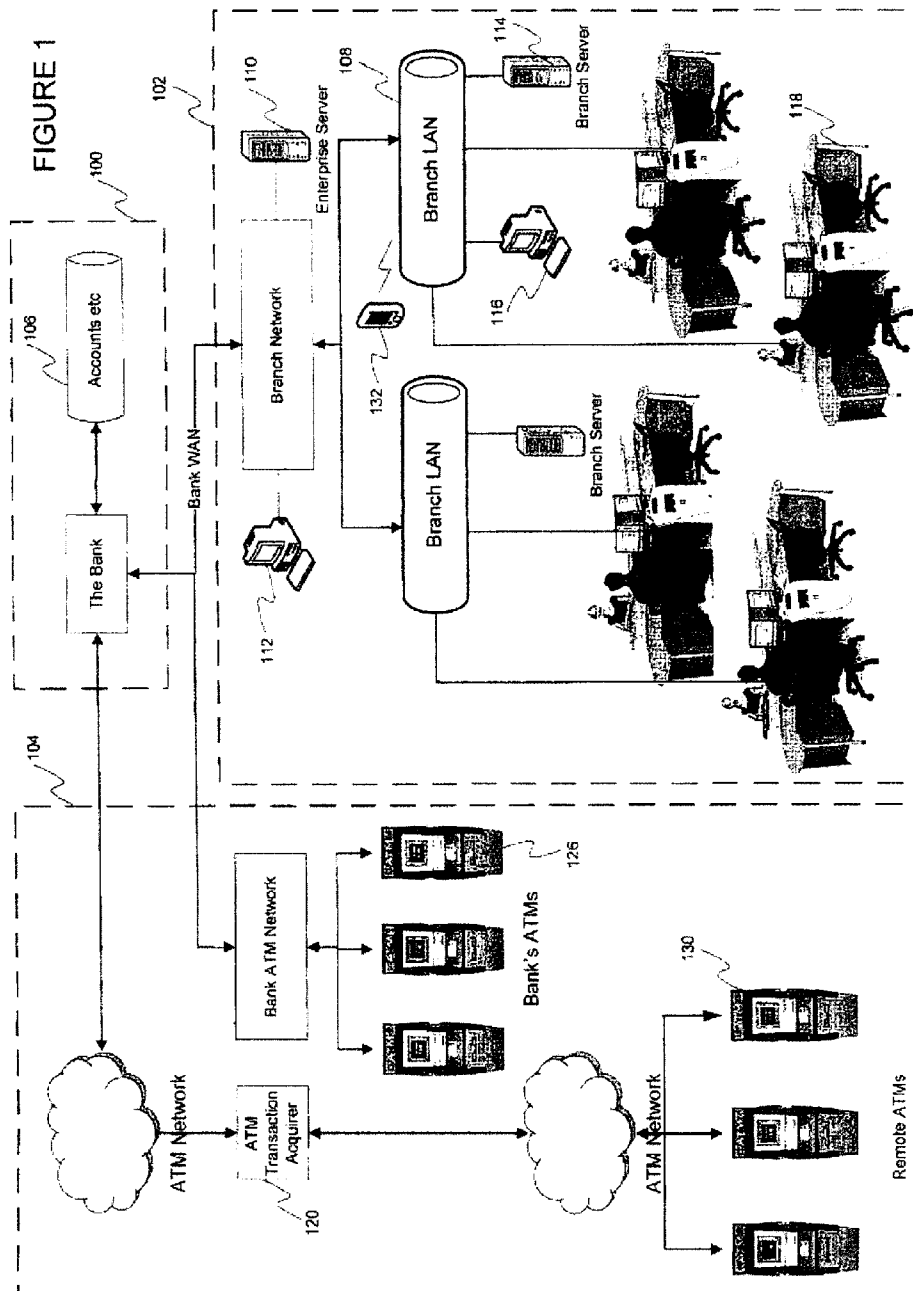 FIGURE 1
100
106
Accounts etc
The Bank
104
102
Bank WAN
110
Enterprise Server
Branch Network
112
132
108
Branch LAN
114
Branch Server
116
118
Branch LAN
Branch Server
ATM Network
ATM
Transaction
Acquirer
120
Bank ATM Network
Bank's ATMs
126
ATM Network
130
Remote ATMs